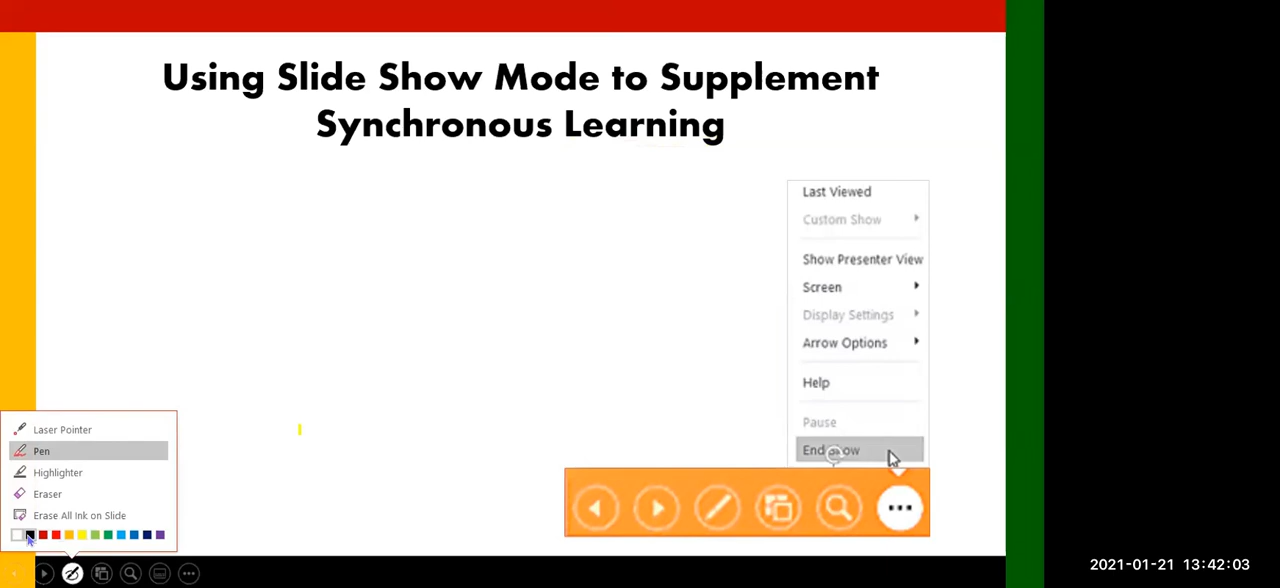 Using Slide Show Mode to Supplement
Synchronous Learning
Last Viewed
Custom Show
Show Presenter View
Screen
Display Settings
Arrow Options
Help
Pause
End Show
Laser Pointer
Pen
Highlighter
Eraser
Erase All Ink on Slide
2021-01-21 13:42:03